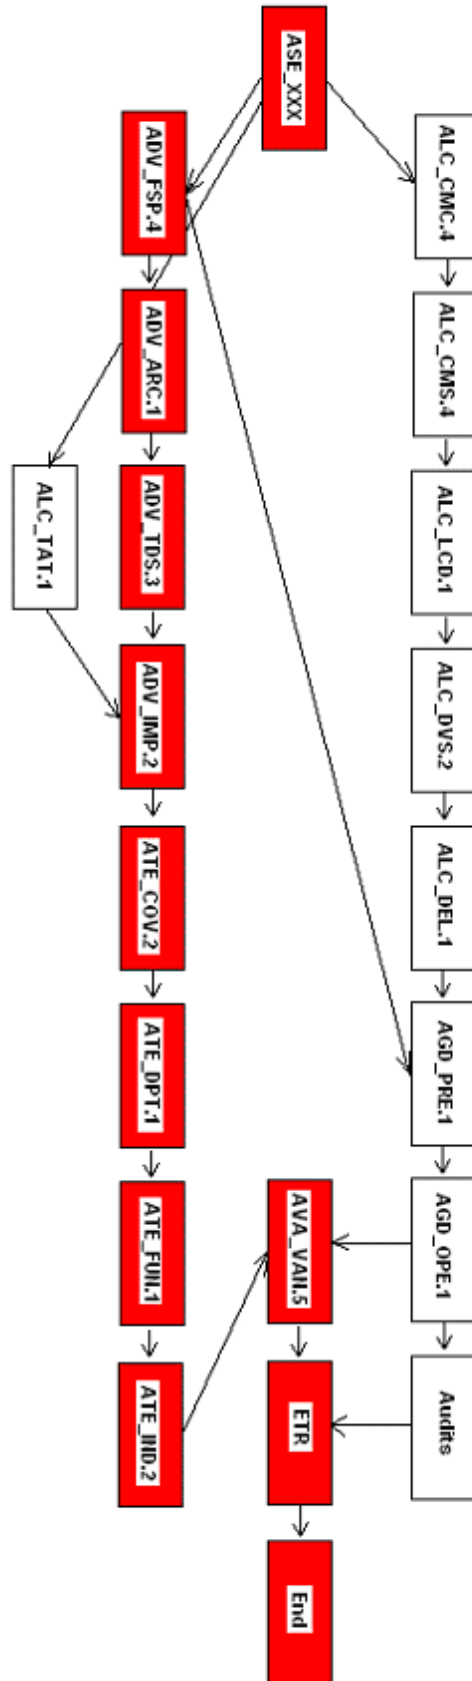 ALC_CMC.4
ALC_CMS.4
ALC_LCD.1
ALC_DVS.2
ALC_DEL.1
AGD_PRE.1
AGD_OPE.1
Audits
ASE_XXX
AVA_VAN.5
ETR
End
ADV_FSP.4
ADV_ARC.1
ADV_TDS.3
ADV_IMP.2
ATE_COV.2
ATE_DPT.1
ATE_FUN.1
ATE_IND.2
ALC_TAT.1